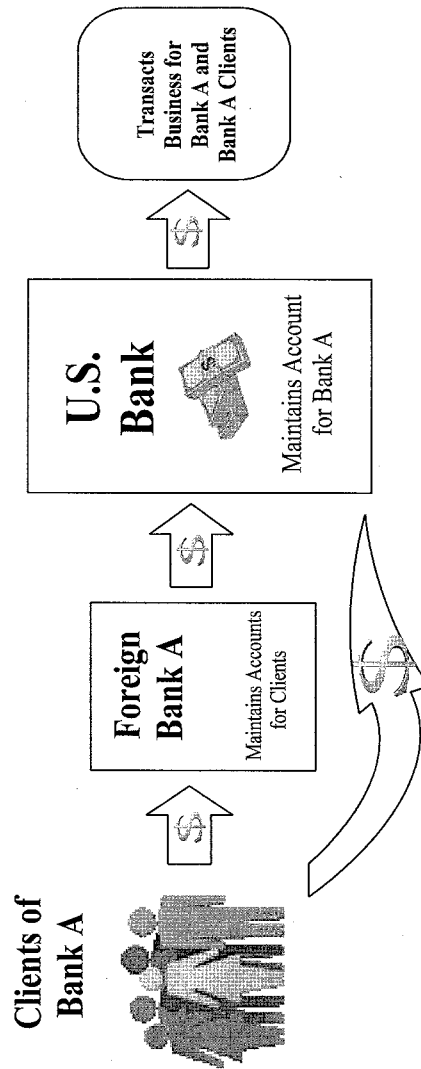 Clients of
Bank A
$
Foreign
Bank A
Maintains Accounts
for Clients
$
U.S.
Bank
$
Maintains Account
for Bank A
$
Transacts
Business for
Bank A and
Bank A Clients
$